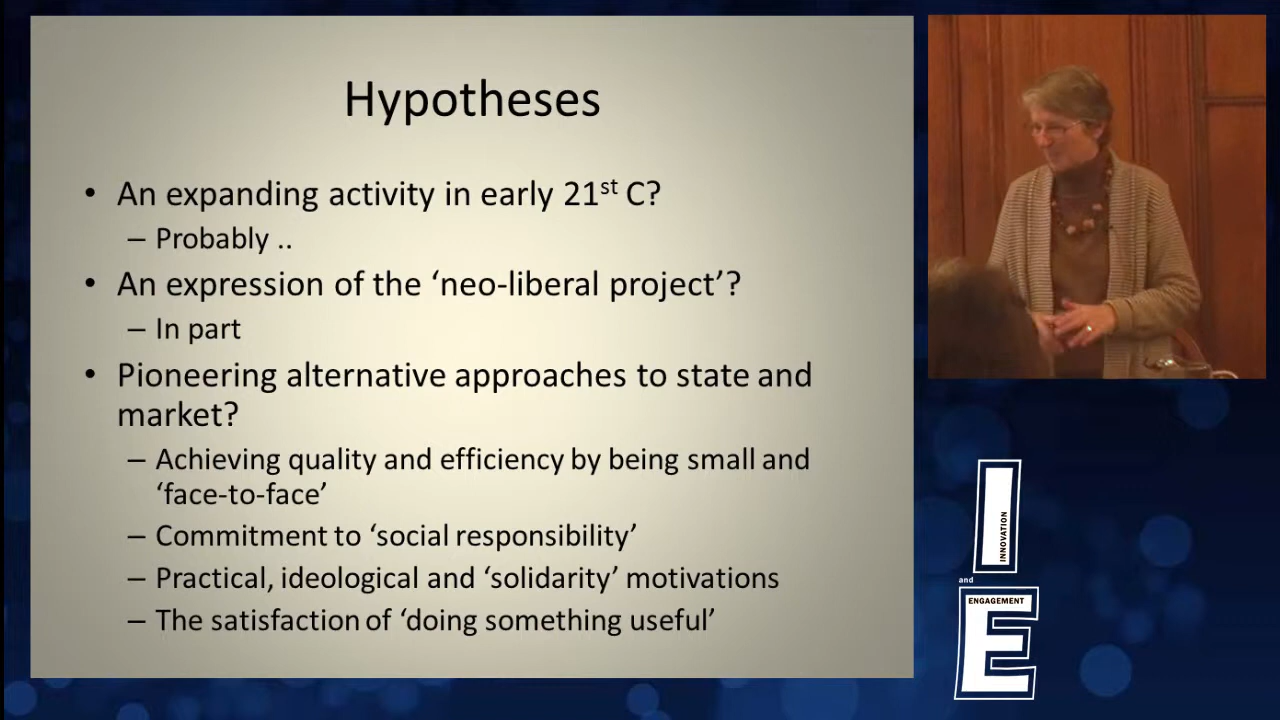 Hypotheses
• An expanding activity in early 21st C?
– Probably ..
• An expression of the ‘neo-liberal project’?
– In part
• Pioneering alternative approaches to state and
market?
– Achieving quality and efficiency by being small and
‘face-to-face’
– Commitment to ‘social responsibility’
– Practical, ideological and ‘solidarity’ motivations
– The satisfaction of ‘doing something useful’
I
INNOVATION
and
ENGAGEMENT
E